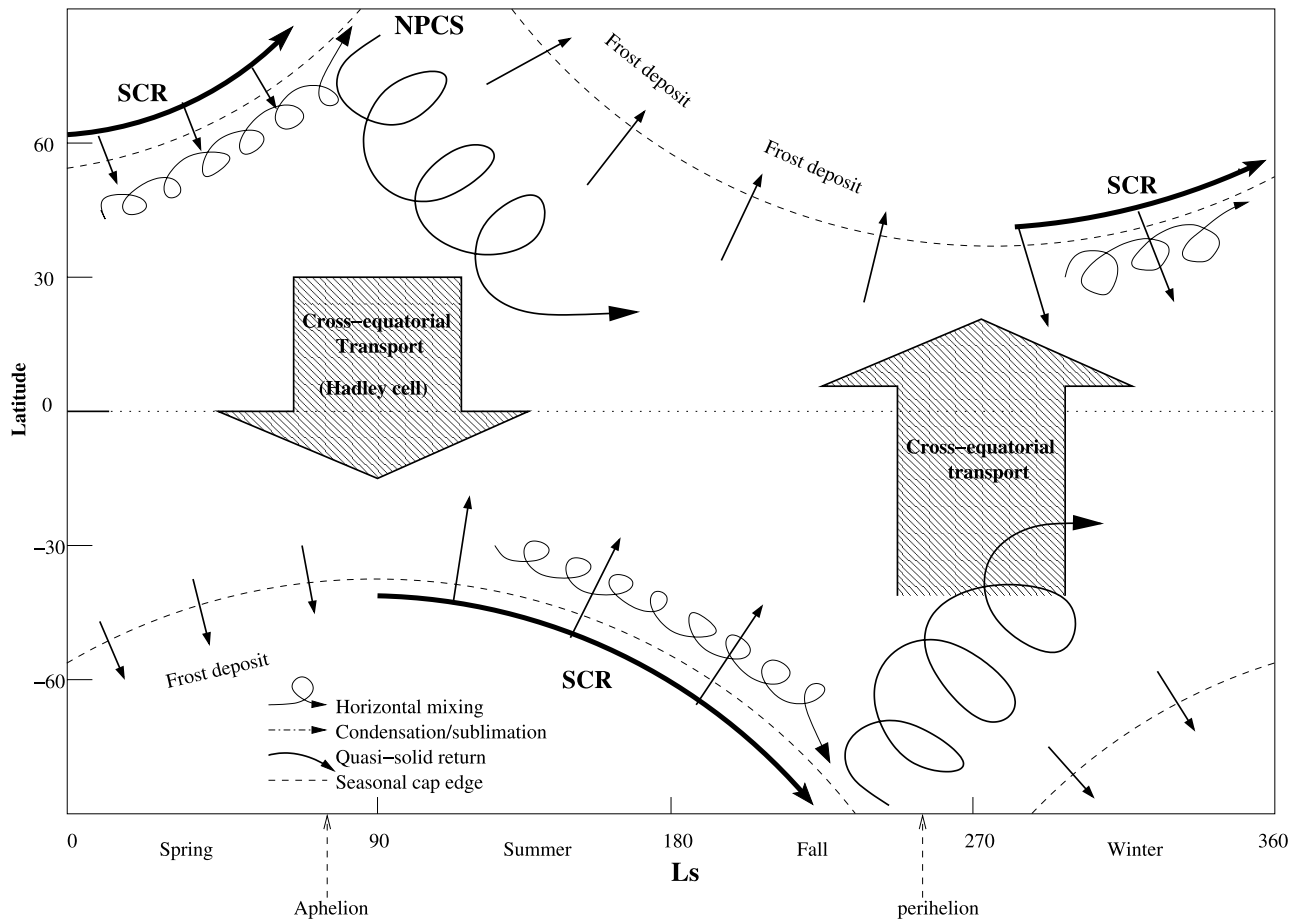 NPCS
SCR
Frost deposit
Frost deposit
SCR
60
30
0
−30
−60
Latitude
Cross−equatorial
Transport
(Hadley cell)
Cross−equatorial
transport
SCR
Frost deposit
Horizontal mixing
Condensation/sublimation
Quasi−solid return
Seasonal cap edge
0
90
180
270
360
Spring
Summer
Fall
Winter
Ls
Aphelion
perihelion